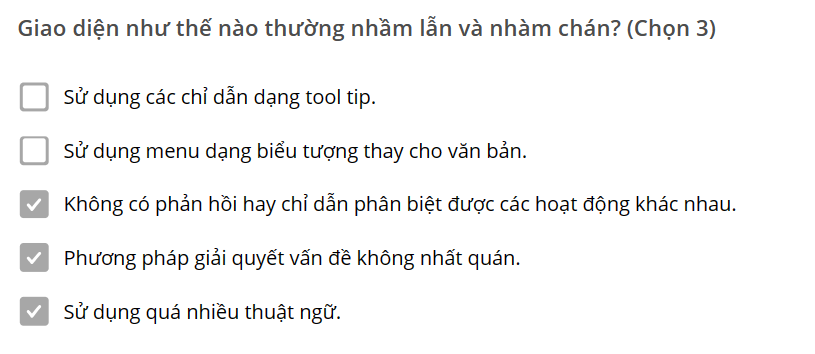 Giao diện như thế nào thường nhầm lẫn và nhàm chán? (Chọn 3)
Sử dụng các chỉ dẫn dạng tool tip.
Sử dụng menu dạng biểu tượng thay cho văn bản.
Không có phản hồi hay chỉ dẫn phân biệt được các hoạt động khác nhau.
Phương pháp giải quyết vấn đề không nhất quán.
Sử dụng quá nhiều thuật ngữ.